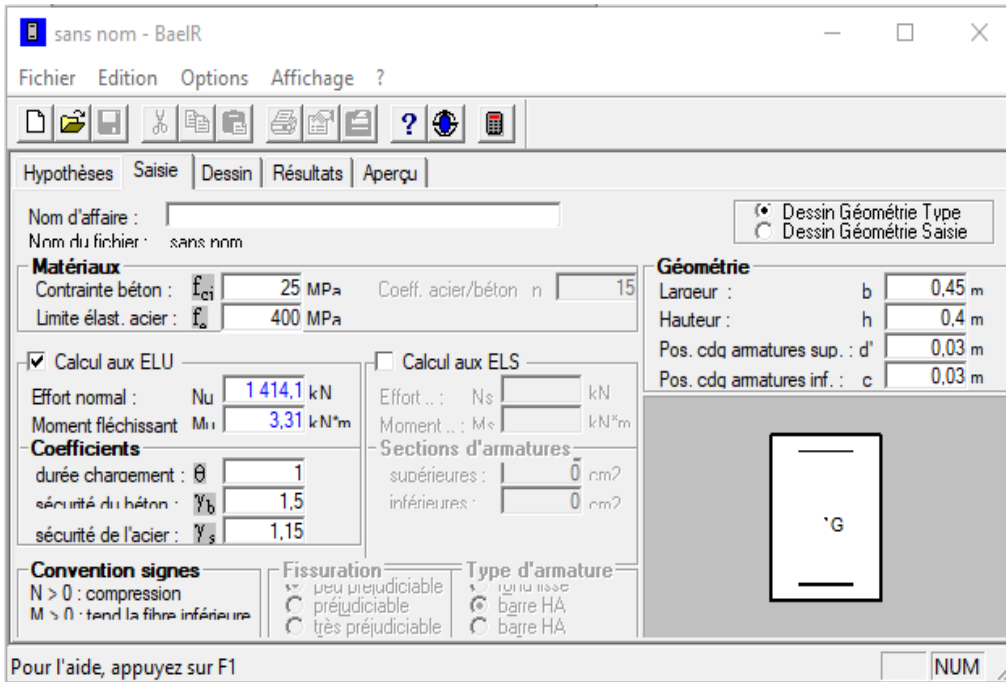 sans nom - BaelR
Fichier Edition Options Affichage ?
Hypothèses Saisie Dessin Résultats Aperçu
Nom d'affaire :
Nom du fichier : sans nom
Dessin Géométrie Type
Dessin Géométrie Saisie
Matériaux
Contrainte béton : fcj 25 MPa Coeff. acier/béton n 15
Limite élast. acier : fe 400 MPa
Géométrie
Largeur : b 0,45 m
Hauteur : h 0,4 m
Pos. cdg armatures sup. : d' 0,03 m
Pos. cdg armatures inf. : c 0,03 m
Calcul aux ELU
Effort normal : Nu 1 414,1 kN
Moment fléchissant Mu 3,31 kN*m
Coefficients
durée chargement : θ 1
sécurité du béton : γb 1,5
sécurité de l'acier : γs 1,15
Calcul aux ELS
Effort .. : Ns kN
Moment .. : Ms kN*m
Sections d'armatures
supérieures : 0 cm2
inférieures : 0 cm2
G
Convention signes
N > 0 : compression
M > 0 : tend la fibre inférieure
Fissuration
peu préjudiciable
préjudiciable
très préjudiciable
Type d'armature
rond lisse
barre HA
barre HA
Pour l'aide, appuyez sur F1 NUM